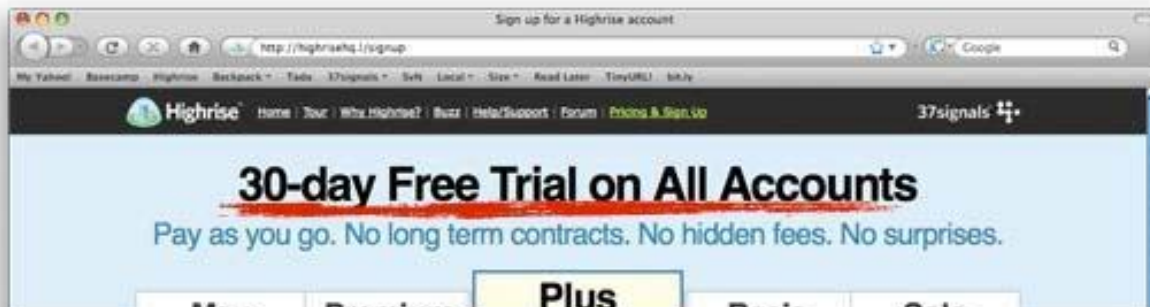 Sign up for a Highrise account
http://highrisehq.l/signup
Google
My Yahoo! Basecamp Highrise Backpack Tada 37signals SvN Local Size Read Later TinyURL! bit.ly
Highrise Home Tour Why Highrise? Buzz Help/Support Forum Pricing & Sign Up 37signals
30-day Free Trial on All Accounts
Pay as you go. No long term contracts. No hidden fees. No surprises.
Plus